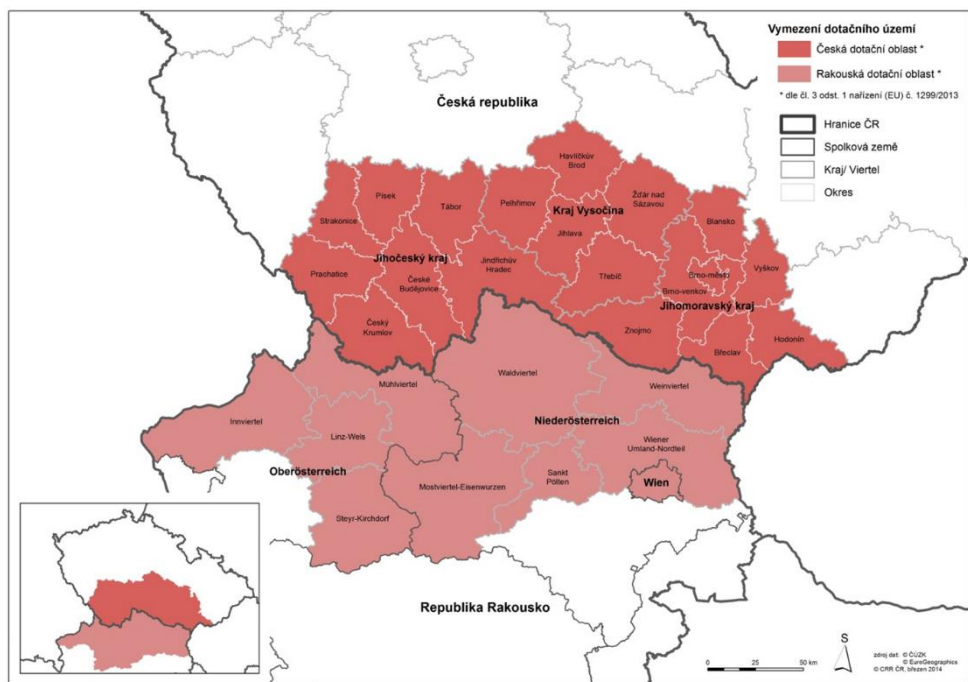 Vymezení dotačního území
Česká dotační oblast *
Rakouská dotační oblast *
* dle čl. 3 odst. 1 nařízení (EU) č. 1299/2013
Hranice ČR
Spolková země
Kraj/ Viertel
Okres
Česká republika
Havlíčkův
Brod
Písek
Tábor
Pelhřimov
Žďár nad
Sázavou
Strakonice
Kraj Vysočina
Blansko
Jihlava
Jihočeský kraj
Jindřichův
Hradec
Prachatice
České
Budějovice
Třebíč
Brno-město
Vyškov
Brno-venkov
Jihomoravský kraj
Český
Krumlov
Znojmo
Hodonín
Břeclav
Waldviertel
Mühlviertel
Weinviertel
Innviertel
Niederösterreich
Linz-Wels
Wiener
Umland-Nordteil
Oberösterreich
Mostviertel-Eisenwurzen
Sankt
Pölten
Wien
Steyr-Kirchdorf
Republika Rakousko
S
0 25 50 km
zdroj dat: © ČÚZK
© EuroGeographics
© CRR ČR, březen 2014